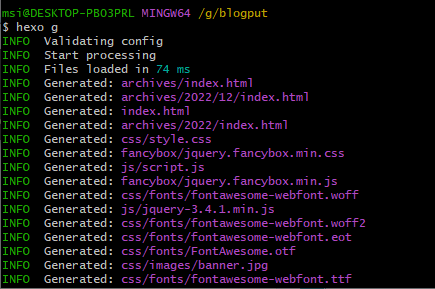 msi@DESKTOP-PBO3PRL MINGW64 /g/blogput
$ hexo g
INFO  Validating config
INFO  Start processing
INFO  Files loaded in 74 ms
INFO  Generated: archives/index.html
INFO  Generated: archives/2022/12/index.html
INFO  Generated: index.html
INFO  Generated: archives/2022/index.html
INFO  Generated: css/style.css
INFO  Generated: fancybox/jquery.fancybox.min.css
INFO  Generated: js/script.js
INFO  Generated: fancybox/jquery.fancybox.min.js
INFO  Generated: css/fonts/fontawesome-webfont.woff
INFO  Generated: js/jquery-3.4.1.min.js
INFO  Generated: css/fonts/fontawesome-webfont.woff2
INFO  Generated: css/fonts/fontawesome-webfont.eot
INFO  Generated: css/fonts/FontAwesome.otf
INFO  Generated: css/images/banner.jpg
INFO  Generated: css/fonts/fontawesome-webfont.ttf